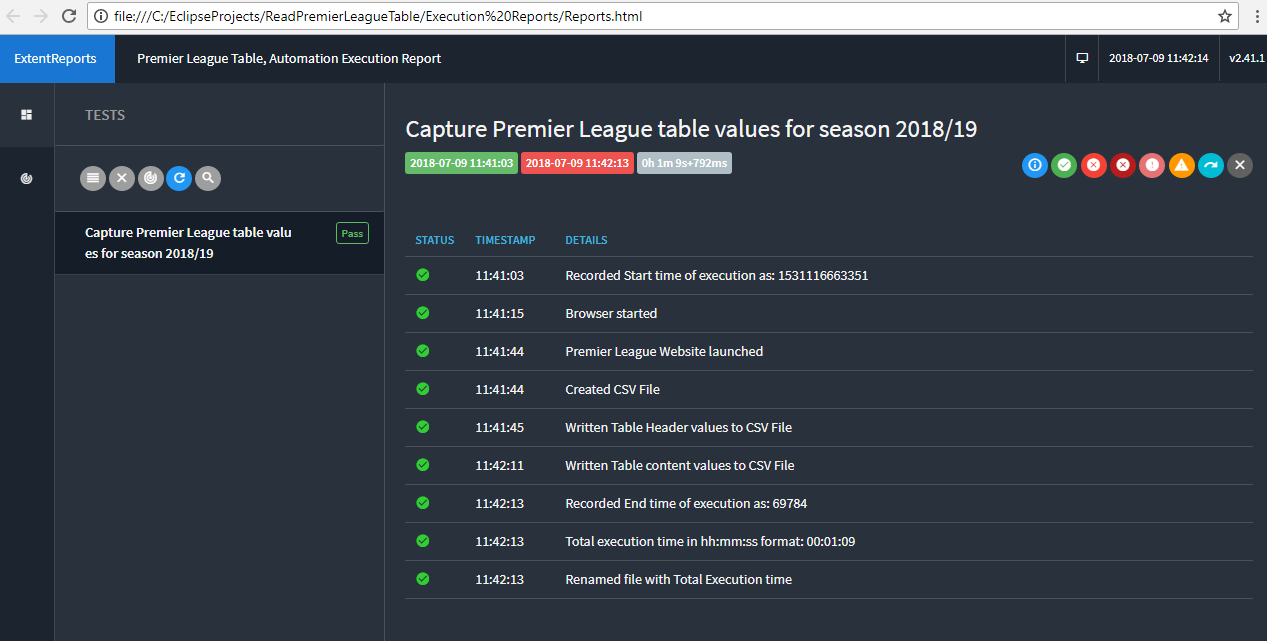 file:///C:/EclipseProjects/ReadPremierLeagueTable/Execution%20Reports/Reports.html
ExtentReports
Premier League Table, Automation Execution Report
2018-07-09 11:42:14
v2.41.1
TESTS
Capture Premier League table valu
es for season 2018/19
Pass
Capture Premier League table values for season 2018/19
2018-07-09 11:41:03 2018-07-09 11:42:13 0h 1m 9s+792ms
STATUS TIMESTAMP DETAILS
11:41:03 Recorded Start time of execution as: 1531116663351
11:41:15 Browser started
11:41:44 Premier League Website launched
11:41:44 Created CSV File
11:41:45 Written Table Header values to CSV File
11:42:11 Written Table content values to CSV File
11:42:13 Recorded End time of execution as: 69784
11:42:13 Total execution time in hh:mm:ss format: 00:01:09
11:42:13 Renamed file with Total Execution time